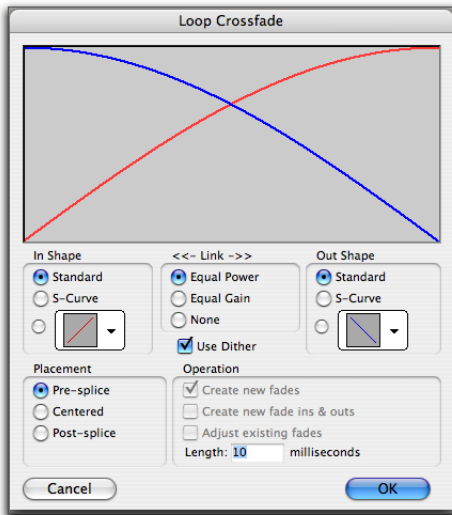 Loop Crossfade
In Shape
Standard
S-Curve
<<- Link ->>
Equal Power
Equal Gain
None
Use Dither
Out Shape
Standard
S-Curve
Placement
Pre-splice
Centered
Post-splice
Operation
Create new fades
Create new fade ins & outs
Adjust existing fades
Length: 10 milliseconds
Cancel
OK